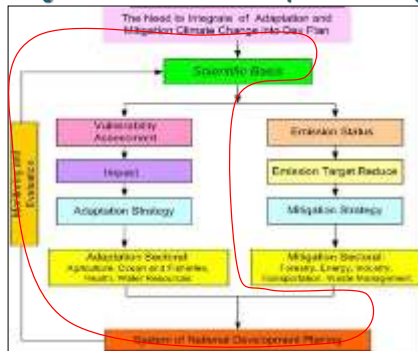 The Need to Integrate of Adaptation and
Mitigation Climate Change into Dev Plan
Scientific Basis
Vulnerability
Assessment
Emission Status
Impact
Emission Target Reduce
Adaptation Strategy
Mitigation Strategy
Monitoring and
Evaluation
Adaptation Sectoral
Agriculture, Ocean and Fisheries,
Health, Water Resources
Mitigation Sectoral
Forestry, Energy, Industry,
Transportation, Waste Management
System of National Development Planning